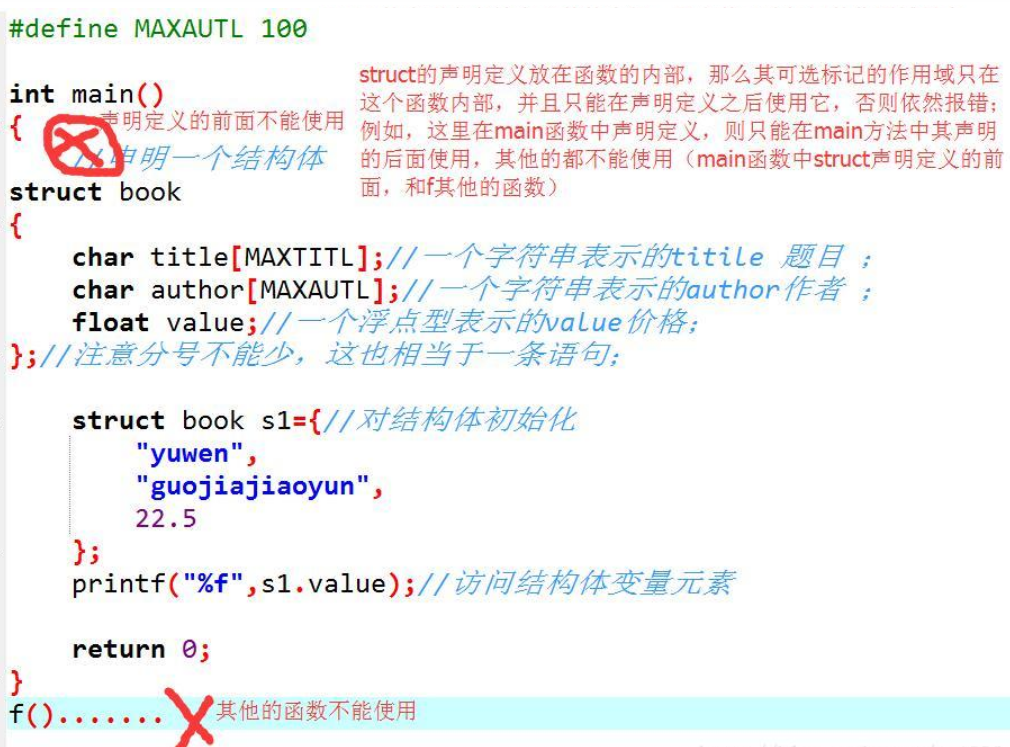 #define MAXAUTL 100
struct的声明定义放在函数的内部，那么其可选标记的作用域只在
int main()
这个函数内部，并且只能在声明定义之后使用它，否则依然报错；
{ 声明定义的前面不能使用
例如，这里在main函数中声明定义，则只能在main方法中其声明
//申明一个结构体
的后面使用，其他的都不能使用（main函数中struct声明定义的前
struct book
面，和f其他的函数）
{
char title[MAXTITL];//一个字符串表示的titile 题目 ；
char author[MAXAUTL];//一个字符串表示的author作者 ；
float value;//一个浮点型表示的value价格;
};//注意分号不能少，这也相当于一条语句;
struct book s1={//对结构体初始化
"yuwen",
"guojiajiaoyun",
22.5
};
printf("%f",s1.value);//访问结构体变量元素
return 0;
}
f()....... 其他的函数不能使用